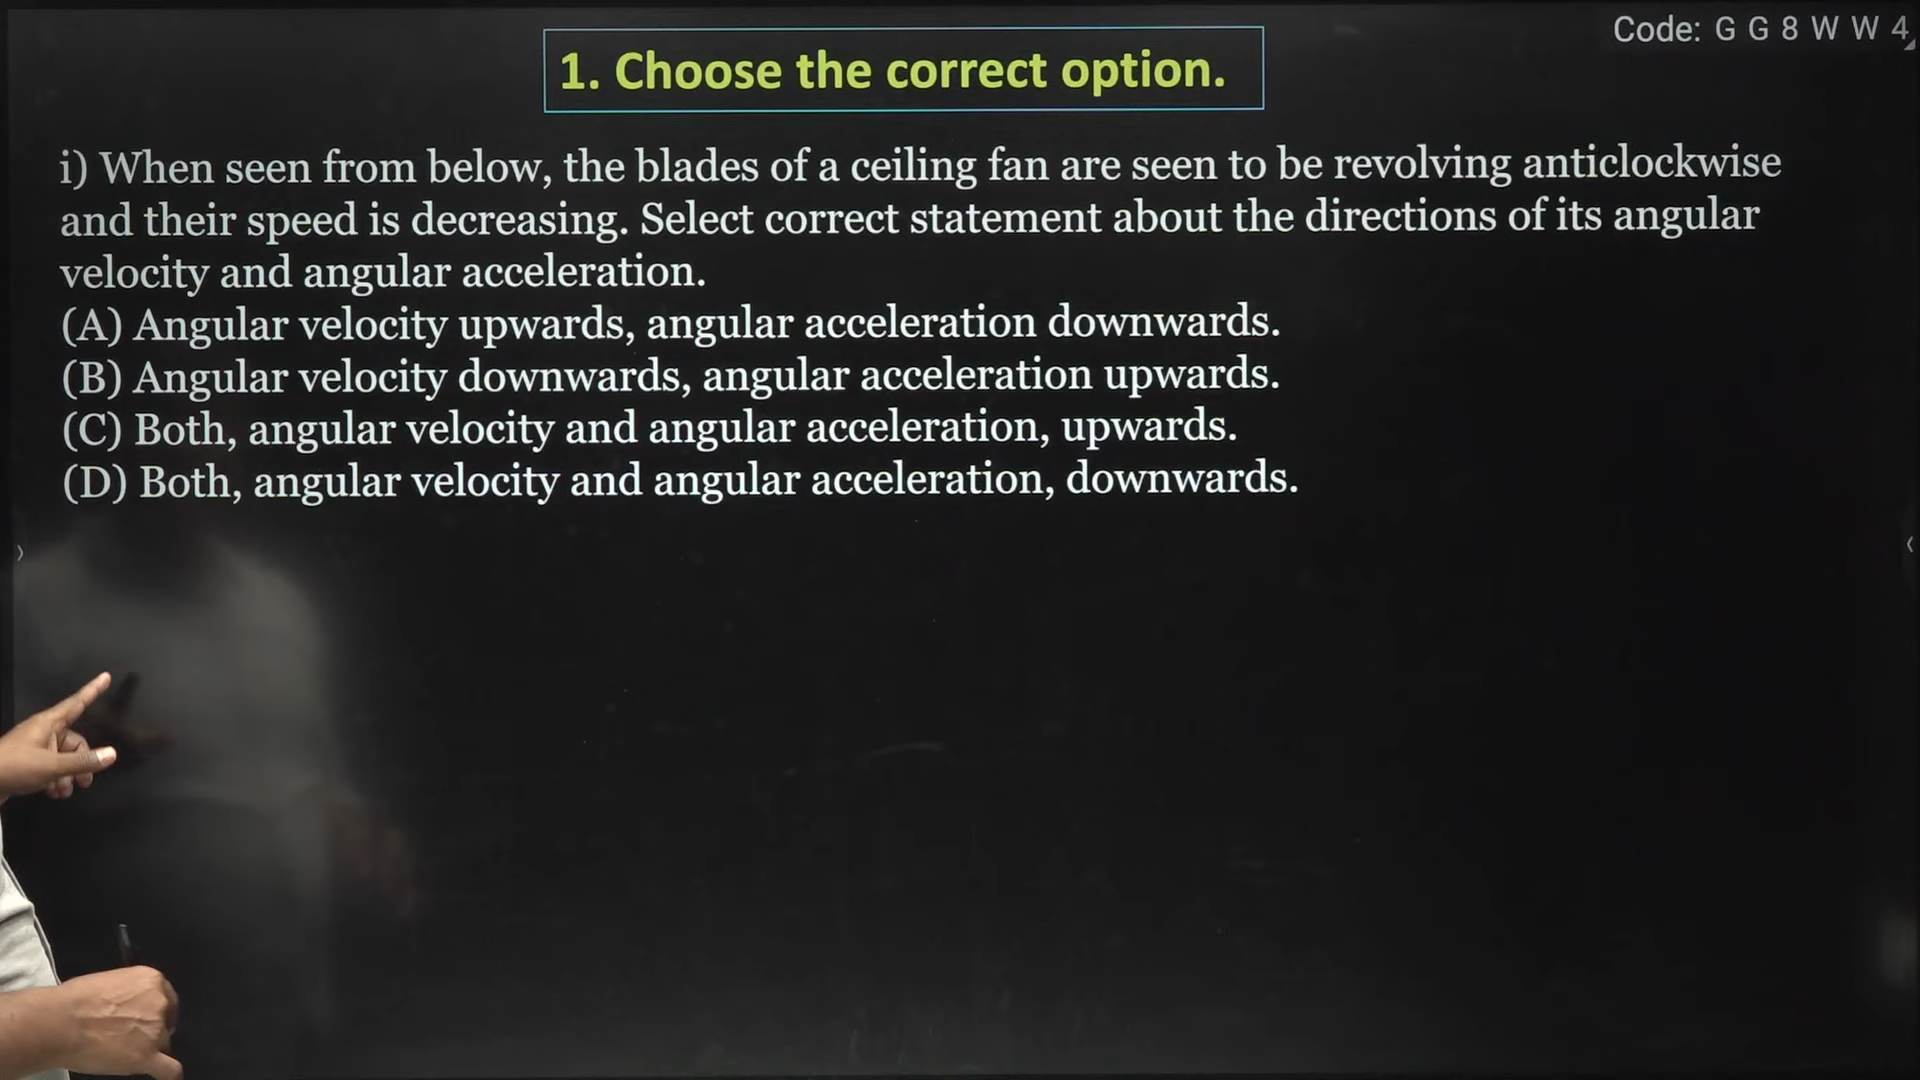 Code: G G 8 W W 4
1. Choose the correct option.
i) When seen from below, the blades of a ceiling fan are seen to be revolving anticlockwise
and their speed is decreasing. Select correct statement about the directions of its angular
velocity and angular acceleration.
(A) Angular velocity upwards, angular acceleration downwards.
(B) Angular velocity downwards, angular acceleration upwards.
(C) Both, angular velocity and angular acceleration, upwards.
(D) Both, angular velocity and angular acceleration, downwards.